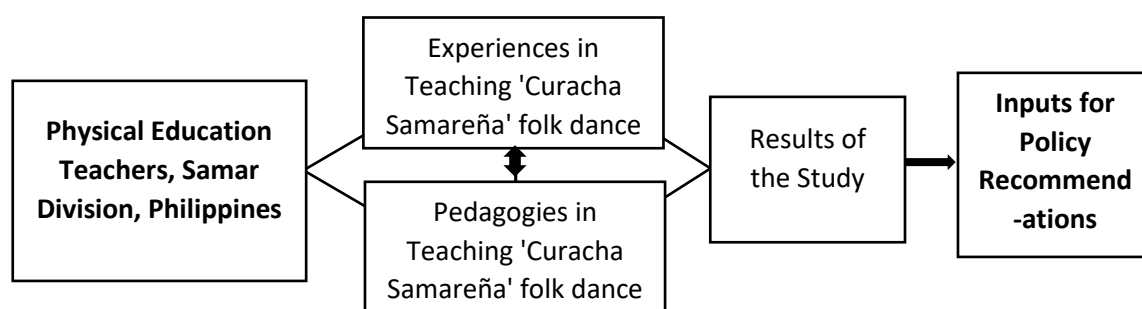 Physical Education
Teachers, Samar
Division, Philippines
Experiences in
Teaching 'Curacha
Samareña' folk dance
Pedagogies in
Teaching 'Curacha
Samareña' folk dance
Results of
the Study
Inputs for
Policy
Recommend
-ations